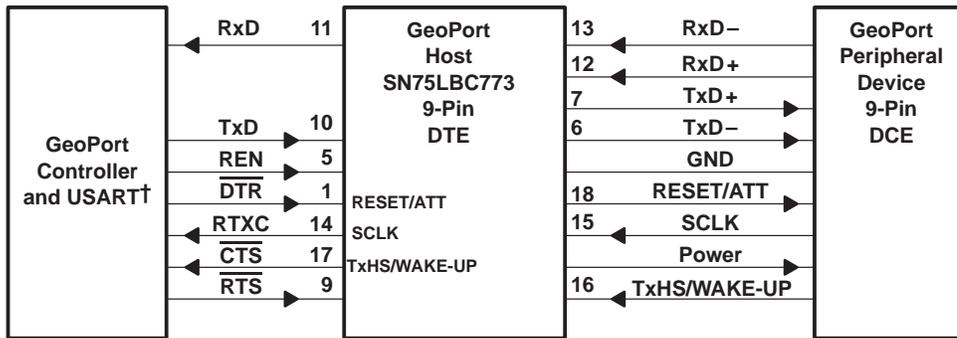 GeoPort
Controller
and USART†
RxD 11
TxD 10
REN 5
DTR 1
RTXC 14
CTS 17
RTS 9
GeoPort
Host
SN75LBC773
9-Pin
DTE
RESET/ATT
SCLK
TxHS/WAKE-UP
13 RxD–
12 RxD+
7 TxD+
6 TxD–
GND
18 RESET/ATT
15 SCLK
Power
16 TxHS/WAKE-UP
GeoPort
Peripheral
Device
9-Pin
DCE